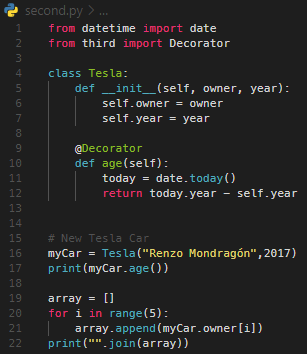 second.py > ...
1 from datetime import date
2 from third import Decorator
3
4 class Tesla:
5     def __init__(self, owner, year):
6         self.owner = owner
7         self.year = year
8
9     @Decorator
10     def age(self):
11         today = date.today()
12         return today.year - self.year
13
14
15 # New Tesla Car
16 myCar = Tesla("Renzo Mondragón",2017)
17 print(myCar.age())
18
19 array = []
20 for i in range(5):
21     array.append(myCar.owner[i])
22 print("".join(array))